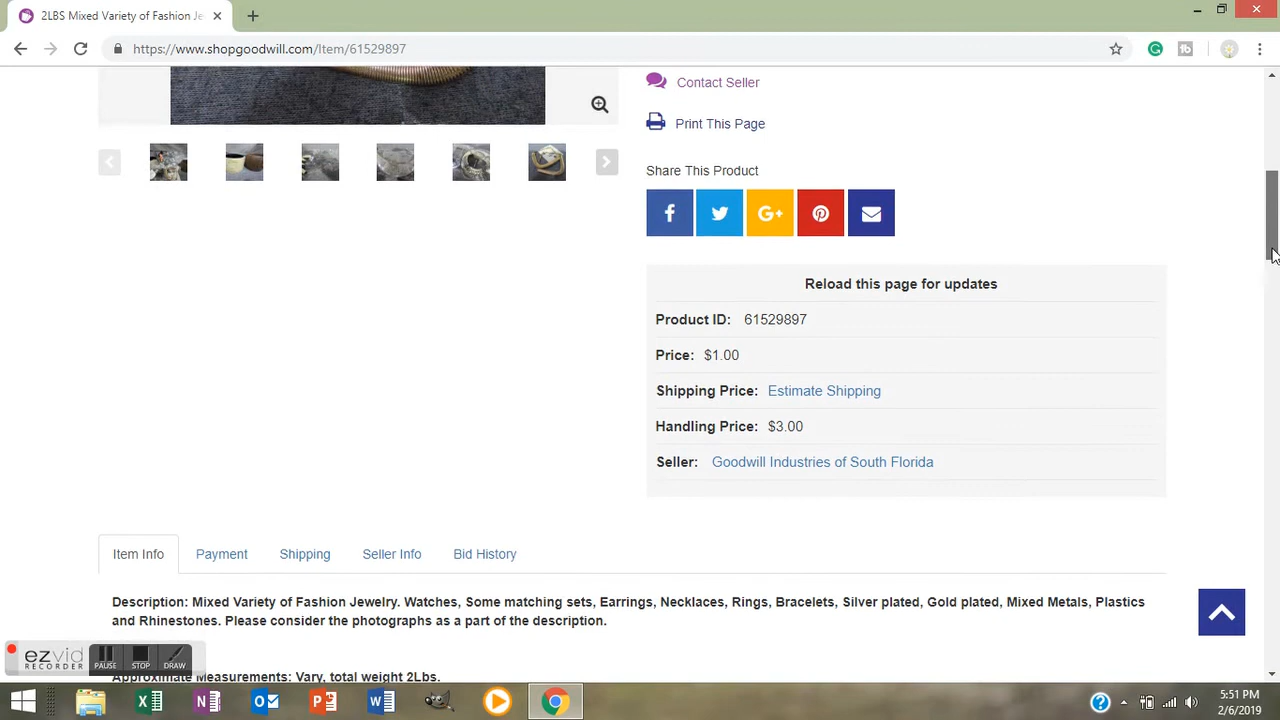 2LBS Mixed Variety of Fashion Je
https://www.shopgoodwill.com/Item/61529897
Contact Seller
Print This Page
Share This Product
Reload this page for updates
Product ID: 61529897
Price: $1.00
Shipping Price: Estimate Shipping
Handling Price: $3.00
Seller: Goodwill Industries of South Florida
Item Info Payment Shipping Seller Info Bid History
Description: Mixed Variety of Fashion Jewelry. Watches, Some matching sets, Earrings, Necklaces, Rings, Bracelets, Silver plated, Gold plated, Mixed Metals, Plastics
and Rhinestones. Please consider the photographs as a part of the description.
Approximate Measurements: Vary, total weight 2Lbs.
ezvid
RECORDER
PAUSE STOP DRAW
5:51 PM
2/6/2019